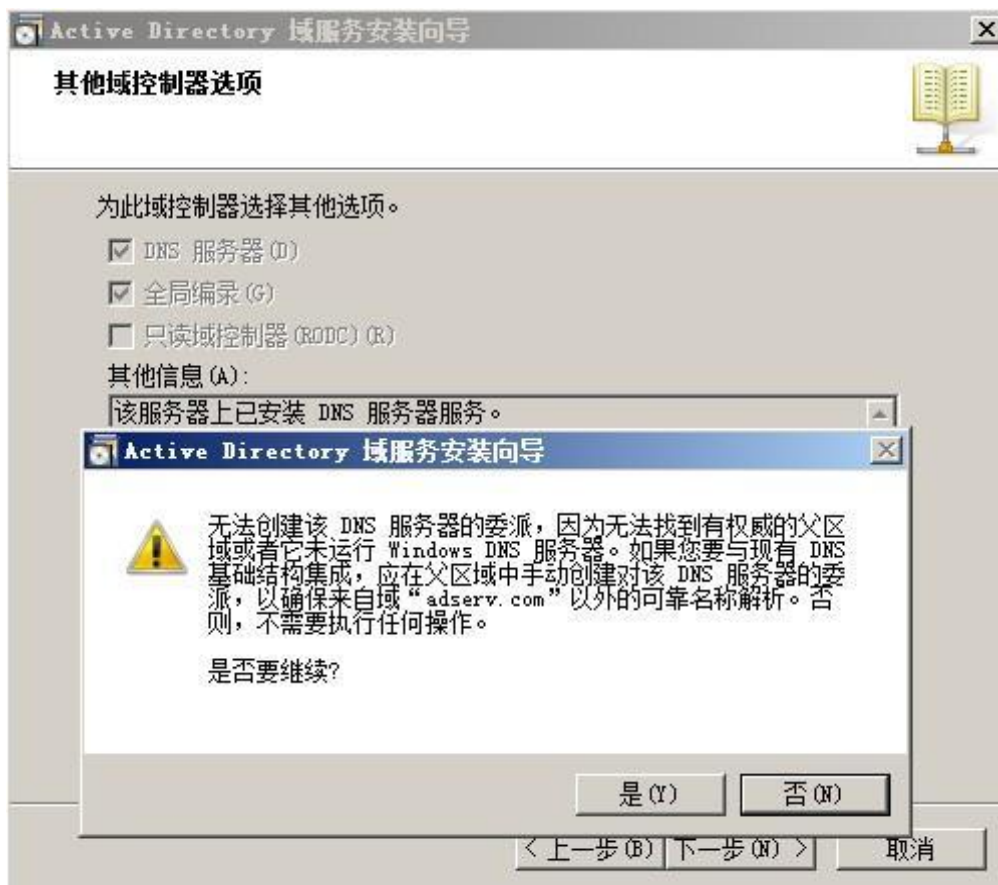 Active Directory 域服务安装向导
其他域控制器选项
为此域控制器选择其他选项。
DNS 服务器(D)
全局编录(G)
只读域控制器(RODC)(R)
其他信息(A):
该服务器上已安装 DNS 服务器服务。
Active Directory 域服务安装向导
无法创建该 DNS 服务器的委派，因为无法找到有权威的父区
域或者它未运行 Windows DNS 服务器。如果您要与现有 DNS
基础结构集成，应在父区域中手动创建对该 DNS 服务器的委
派，以确保来自域“adserv.com”以外的可靠名称解析。否
则，不需要执行任何操作。
是否要继续?
是(Y)
否(N)
< 上一步(B)
下一步(N) >
取消